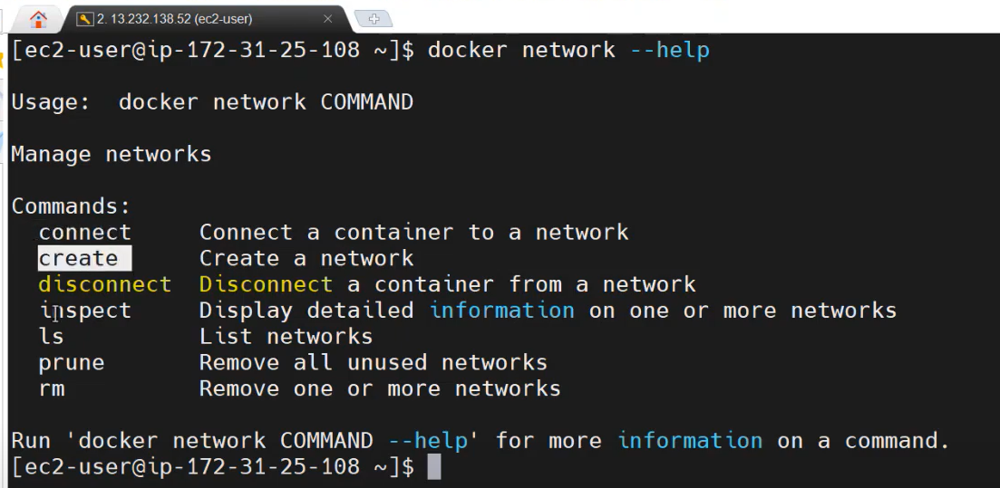 2. 13.232.138.52 (ec2-user)
[ec2-user@ip-172-31-25-108 ~]$ docker network --help
Usage:  docker network COMMAND
Manage networks
Commands:
  connect     Connect a container to a network
  create      Create a network
  disconnect  Disconnect a container from a network
  inspect     Display detailed information on one or more networks
  ls          List networks
  prune       Remove all unused networks
  rm          Remove one or more networks
Run 'docker network COMMAND --help' for more information on a command.
[ec2-user@ip-172-31-25-108 ~]$